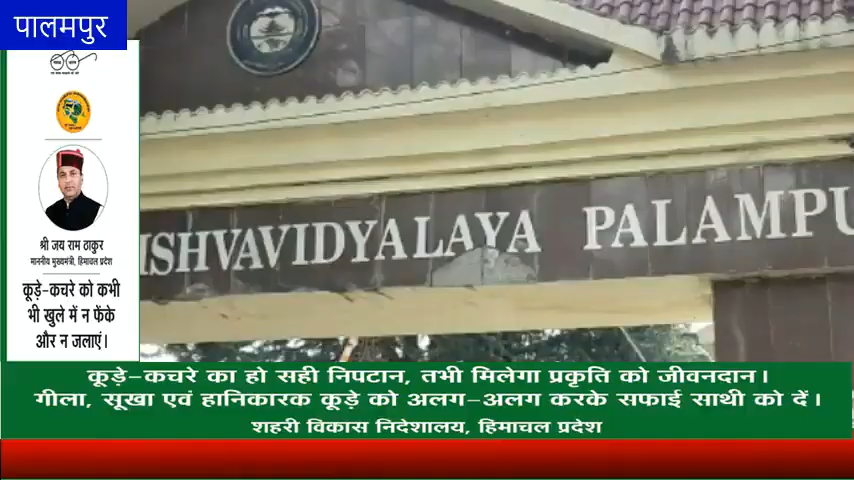 पालमपुर
श्री जय राम ठाकुर
माननीय मुख्यमंत्री, हिमाचल प्रदेश
कूड़े-कचरे को कभी
भी खुले में न फेंके
और न जलाएं।
ISHVAVIDYALAYA PALAMPU
कूड़े-कचरे का हो सही निपटान, तभी मिलेगा प्रकृति को जीवनदान।
गीला, सूखा एवं हानिकारक कूड़े को अलग-अलग करके सफाई साथी को दें।
शहरी विकास निदेशालय, हिमाचल प्रदेश